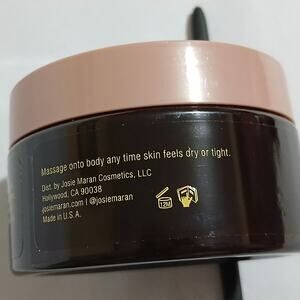 Massage onto body any time skin feels dry or tight.
Dist. by Josie Maran Cosmetics, LLC
Hollywood, CA 90038
josiemaran.com I @josiemaran
Made in U.S.A.
12M